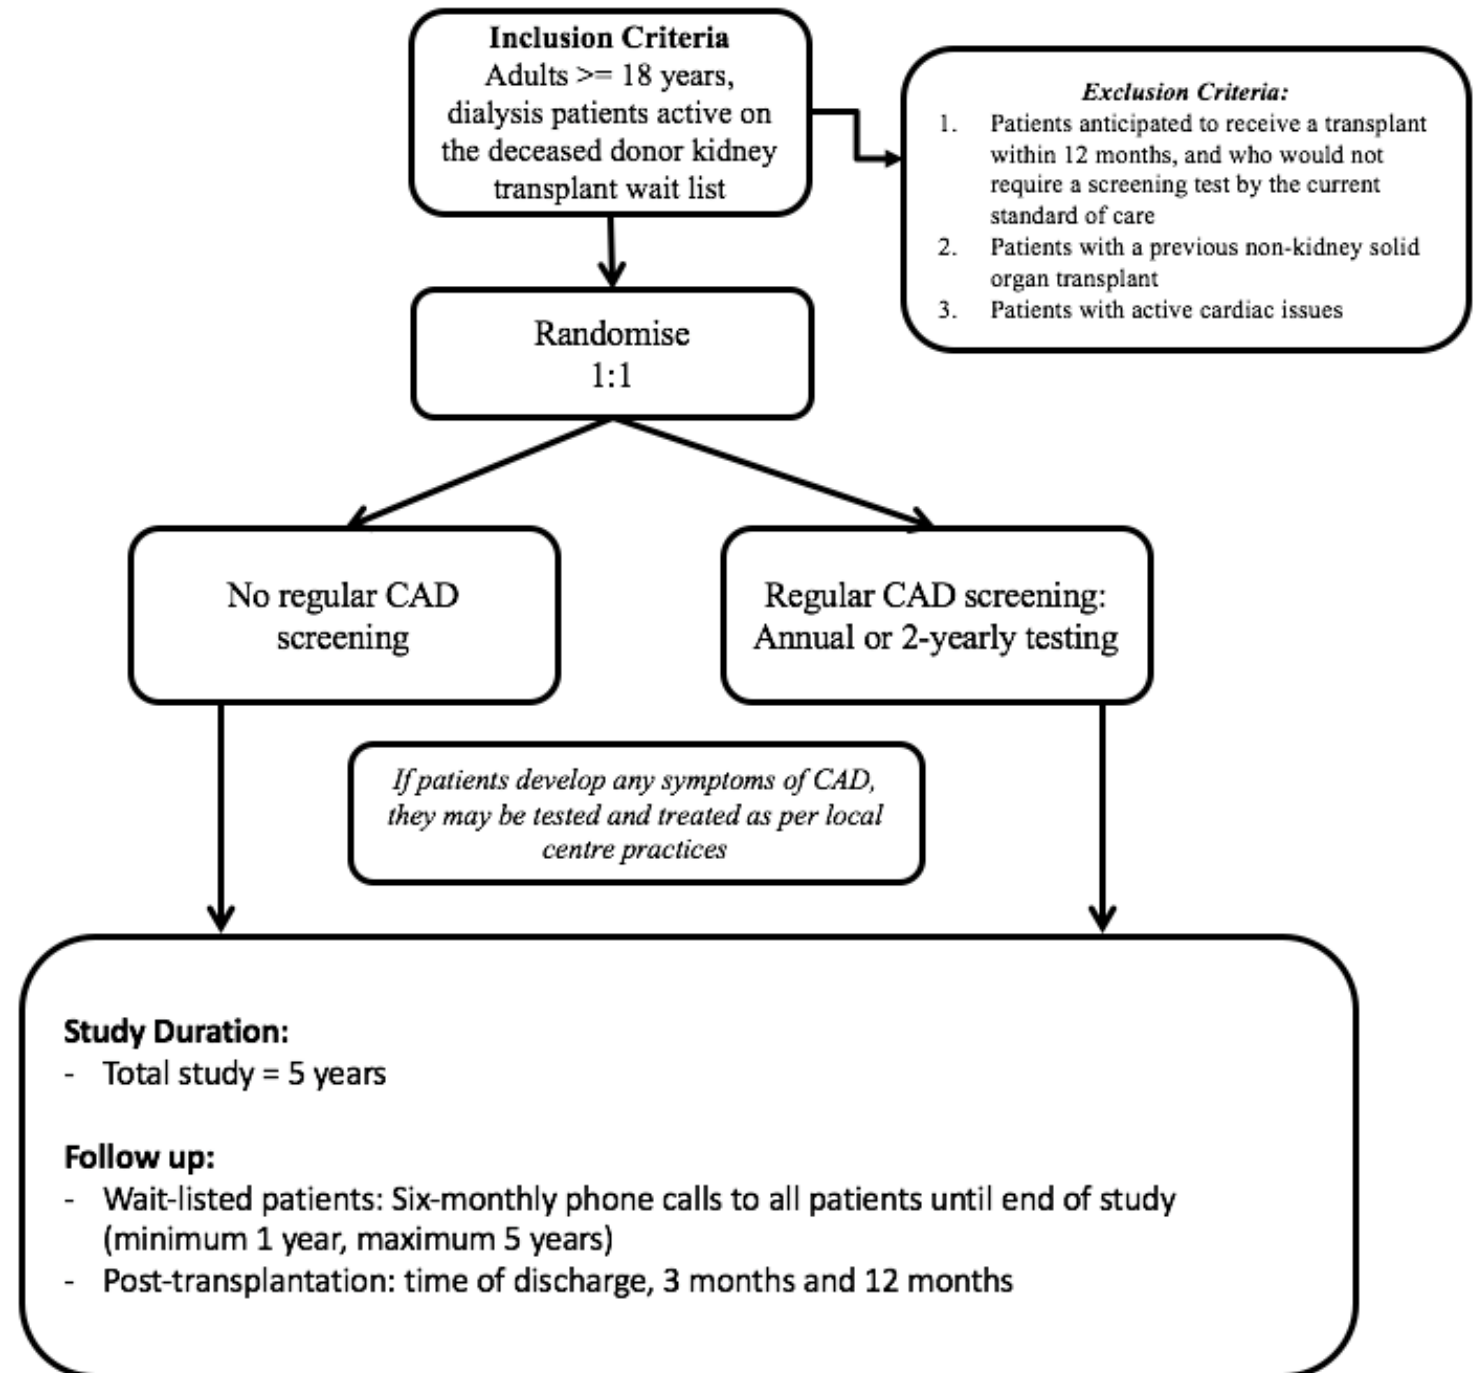 Inclusion Criteria
Adults >= 18 years,
dialysis patients active on
the deceased donor kidney
transplant wait list
Exclusion Criteria:
1. Patients anticipated to receive a transplant
within 12 months, and who would not
require a screening test by the current
standard of care
2. Patients with a previous non-kidney solid
organ transplant
3. Patients with active cardiac issues
Randomise
1:1
No regular CAD
screening
Regular CAD screening:
Annual or 2-yearly testing
If patients develop any symptoms of CAD,
they may be tested and treated as per local
centre practices
Study Duration:
- Total study = 5 years
Follow up:
- Wait-listed patients: Six-monthly phone calls to all patients until end of study
(minimum 1 year, maximum 5 years)
- Post-transplantation: time of discharge, 3 months and 12 months